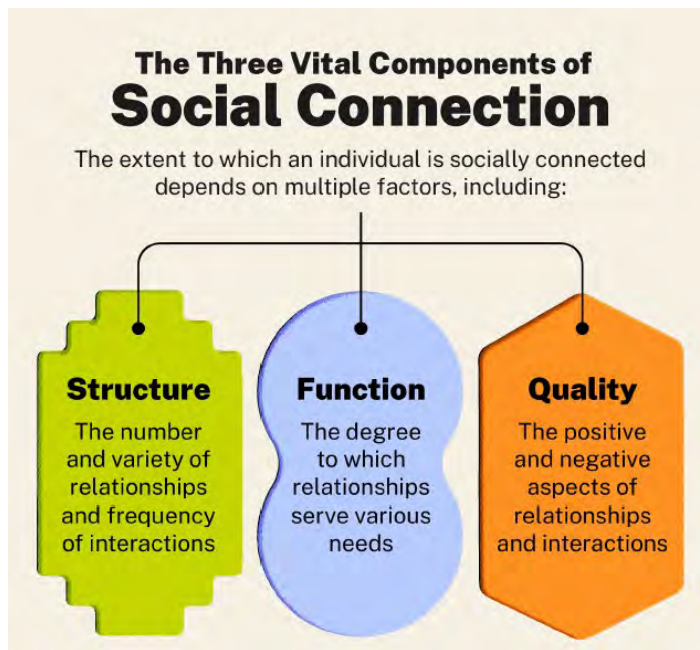 The Three Vital Components of
Social Connection
The extent to which an individual is socially connected
depends on multiple factors, including:
Structure
The number
and variety of
relationships
and frequency
of interactions
Function
The degree
to which
relationships
serve various
needs
Quality
The positive
and negative
aspects of
relationships
and interactions